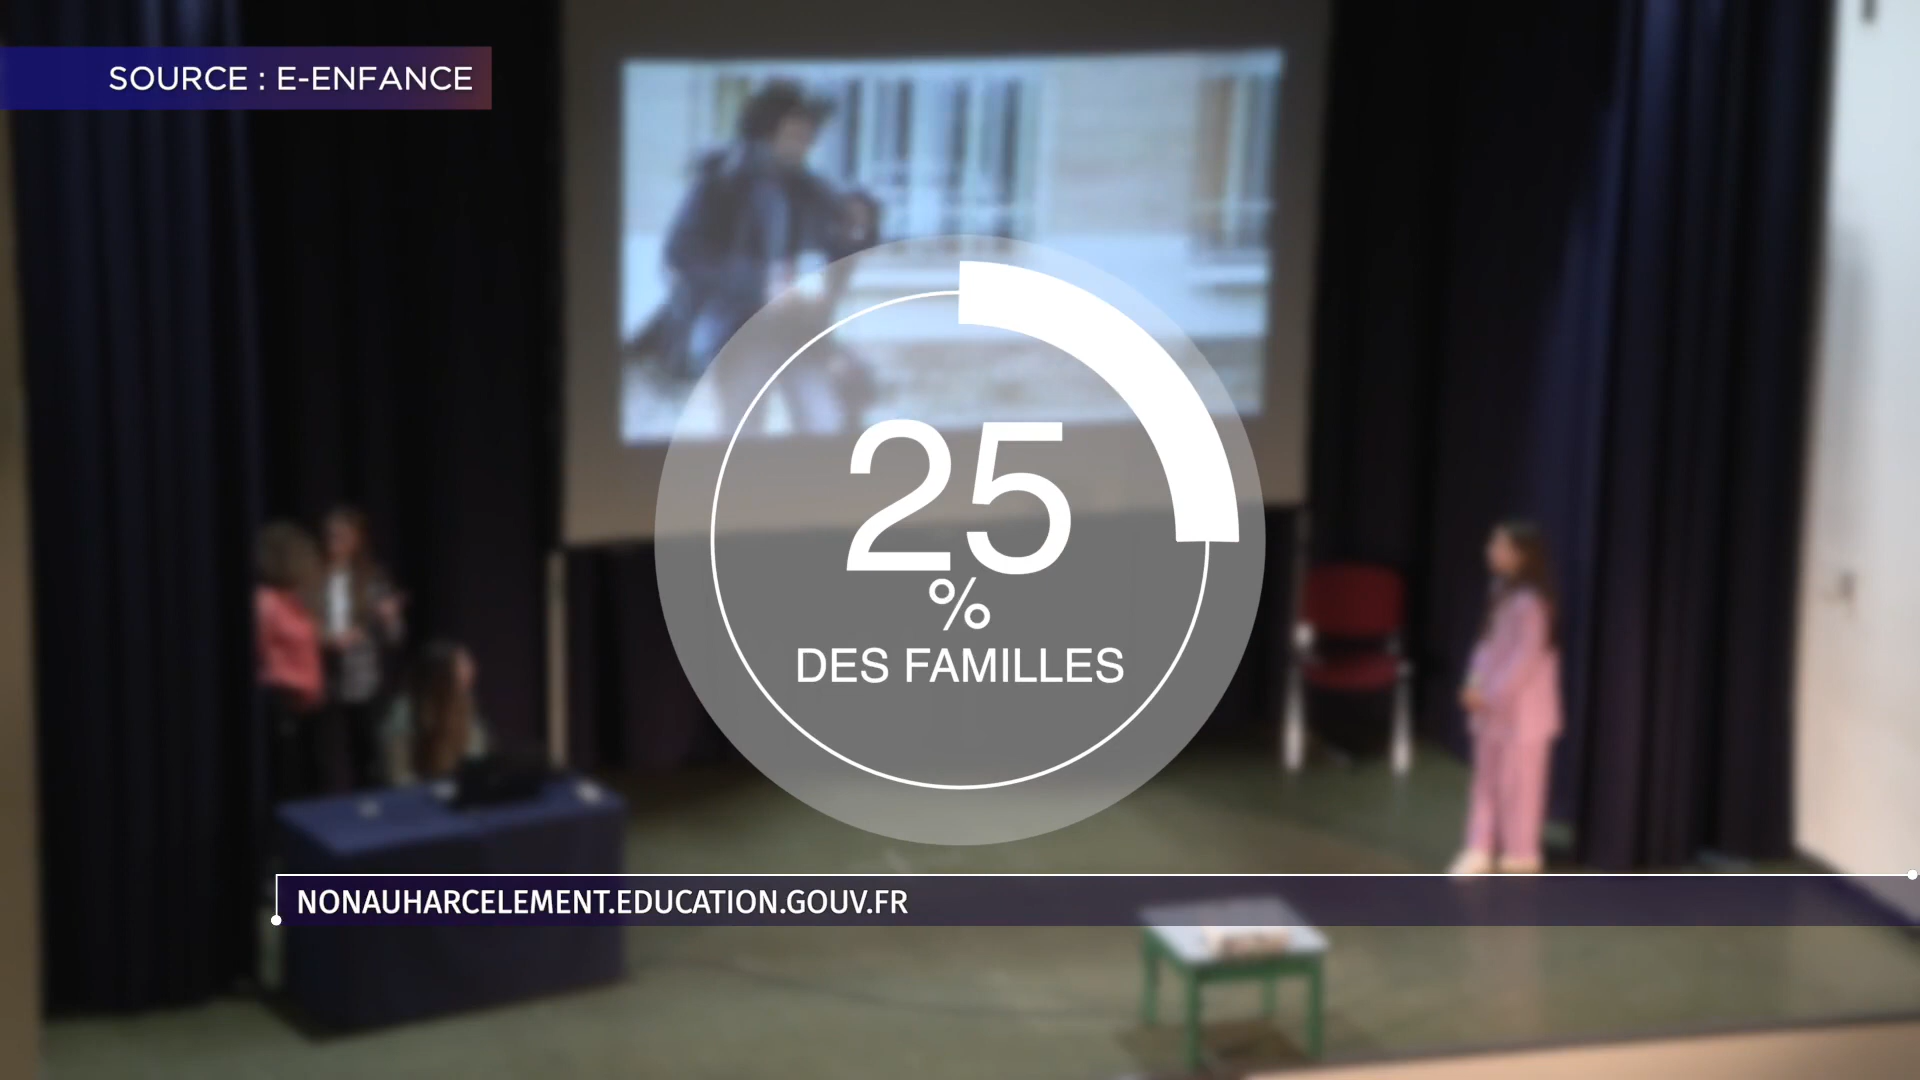 SOURCE : E-ENFANCE
25
%
DES FAMILLES
NONAUHARCELEMENT.EDUCATION.GOUV.FR